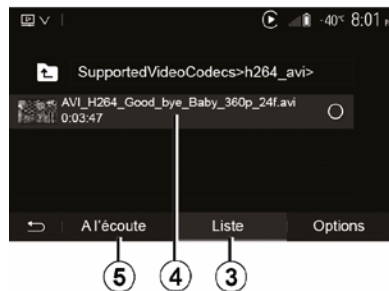 -40°c 8:01
SupportedVideoCodecs>h264_avi>
AVI_H264_Good_bye_Baby_360p_24f.avi
0:03:47
A l'écoute Liste Options
5 4 3